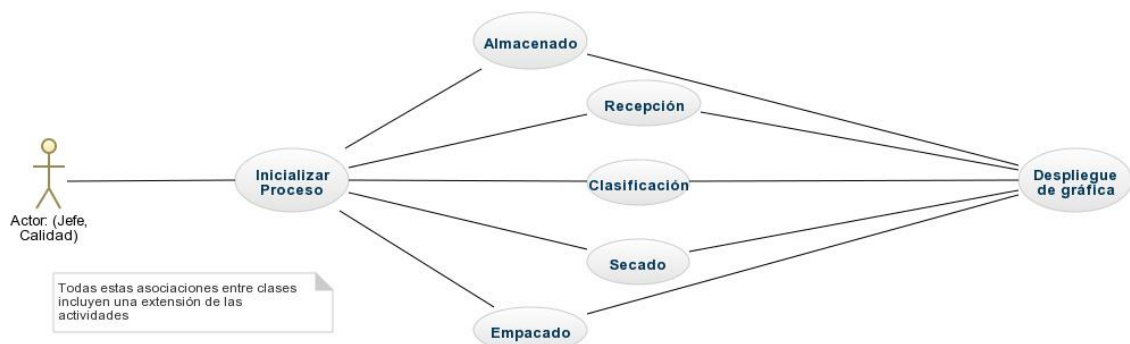 Almacenado
Recepción
Inicializar
Proceso
Clasificación
Despliegue
de gráfica
Actor: (Jefe,
Calidad)
Secado
Todas estas asociaciones entre clases
incluyen una extensión de las
actividades
Empacado